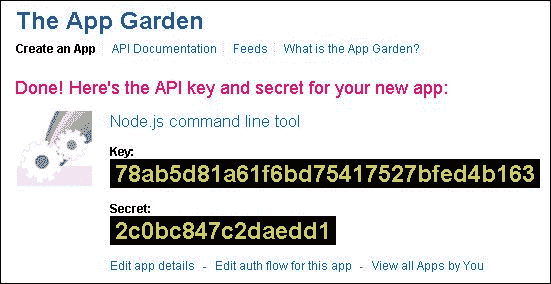 The App Garden
Create an App API Documentation Feeds What is the App Garden?
Done! Here's the API key and secret for your new app:
Node.js command line tool
Key:
78ab5d81a61f6bd75417527bfed4b163
Secret:
2c0bc847c2daedd1
Edit app details - Edit auth flow for this app - View all Apps by You